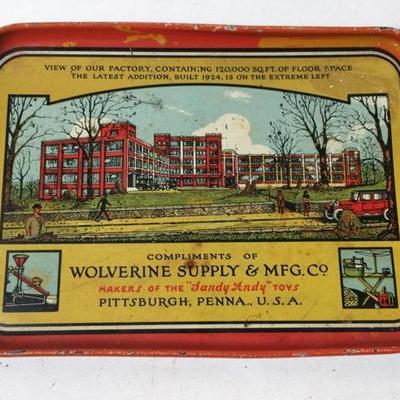 VIEW OF OUR FACTORY, CONTAINING 120,000 SQ. FT. OF FLOOR SPACE
THE LATEST ADDITION, BUILT 1924, IS ON THE EXTREME LEFT
COMPLIMENTS OF
WOLVERINE SUPPLY & MFG. CO
MAKERS OF THE "Sandy Andy" TOYS
PITTSBURGH, PENNA., U.S.A.